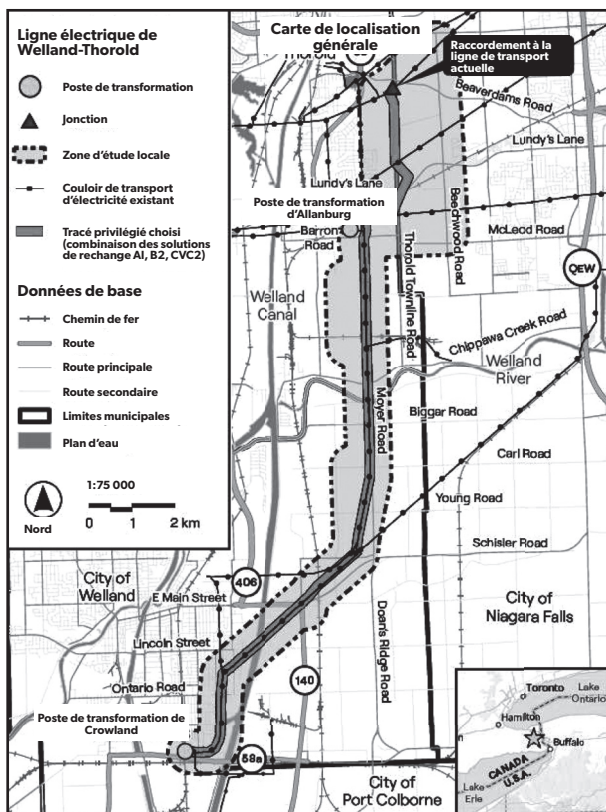 Ligne électrique de
Welland-Thorold
Poste de transformation
Jonction
Zone d'étude locale
Couloir de transport
d'électricité existant
Tracé privilégié choisi
(combinaison des solutions
de rechange A1, B2, CVC2)
Données de base
Chemin de fer
Route
Route principale
Route secondaire
Limites municipales
Plan d'eau
Nord
1:75 000
0 1 2 km
Carte de localisation
générale
Thorold
Raccordement à la
ligne de transport
actuelle
Beaverdams Road
Lundy's Lane
Lundy's Lane
Poste de transformation
d'Allanburg
Barron
Road
Beechwood Road
McLeod Road
Thorold Townline Road
QEW
Welland
Canal
Chippawa Creek Road
Welland
River
Moyer Road
Biggar Road
Carl Road
Young Road
Schisler Road
City of
Welland
406
E Main Street
City of
Niagara Falls
Lincoln Street
Doan's Ridge Road
Ontario Road
140
Poste de transformation de
Crowland
58a
City of
Port Colborne
Toronto
Lake
Ontario
Hamilton
Buffalo
CANADA
U.S.A.
Lake
Erie